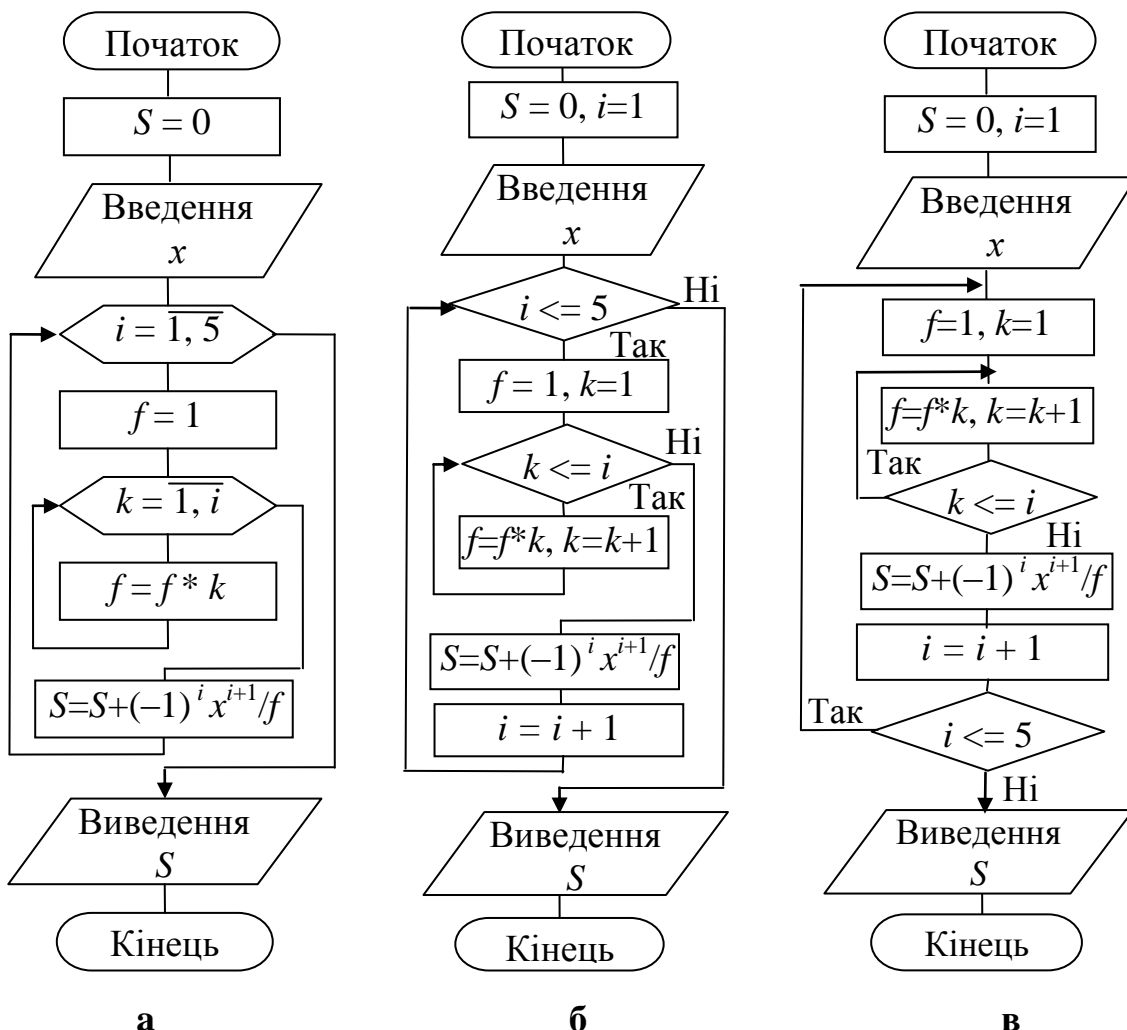 Початок
S = 0
Введення
x
i = 1, 5
f = 1
k = 1, i
f = f * k
S=S+(−1)^i x^{i+1}/f
Виведення
S
Кінець
а
Початок
S = 0, i=1
Введення
x
i <= 5
Ні
Так
f = 1, k=1
Ні
k <= i
Так
f=f*k, k=k+1
S=S+(−1)^i x^{i+1}/f
i = i + 1
Виведення
S
Кінець
б
Початок
S = 0, i=1
Введення
x
f=1, k=1
f=f*k, k=k+1
Так
k <= i
Ні
S=S+(−1)^i x^{i+1}/f
i = i + 1
Так
i <= 5
Ні
Виведення
S
Кінець
в